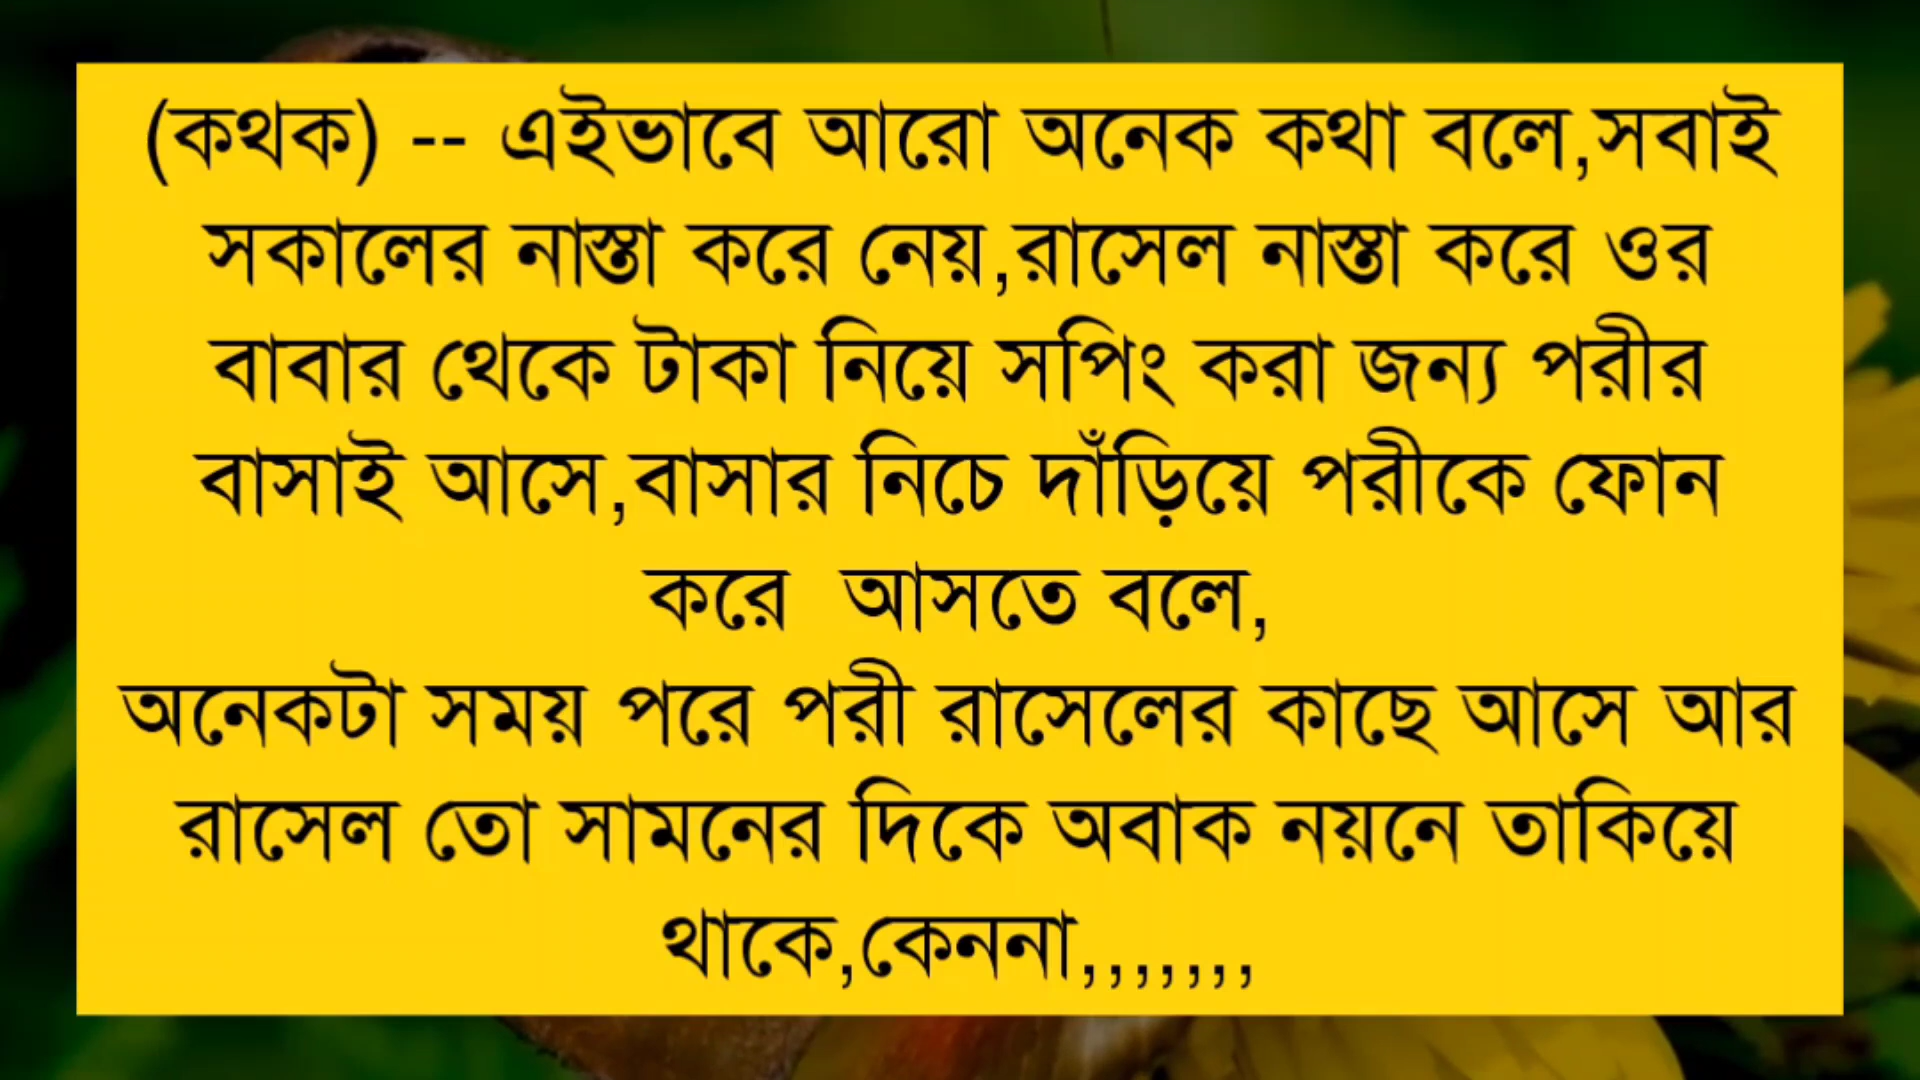 (কথক) -- এইভাবে আরো অনেক কথা বলে,সবাই
সকালের নাস্তা করে নেয়,রাসেল নাস্তা করে ওর
বাবার থেকে টাকা নিয়ে সপিং করা জন্য পরীর
বাসাই আসে,বাসার নিচে দাঁড়িয়ে পরীকে ফোন
করে  আসতে বলে,
অনেকটা সময় পরে পরী রাসেলের কাছে আসে আর
রাসেল তো সামনের দিকে অবাক নয়নে তাকিয়ে
থাকে,কেননা,,,,,,,